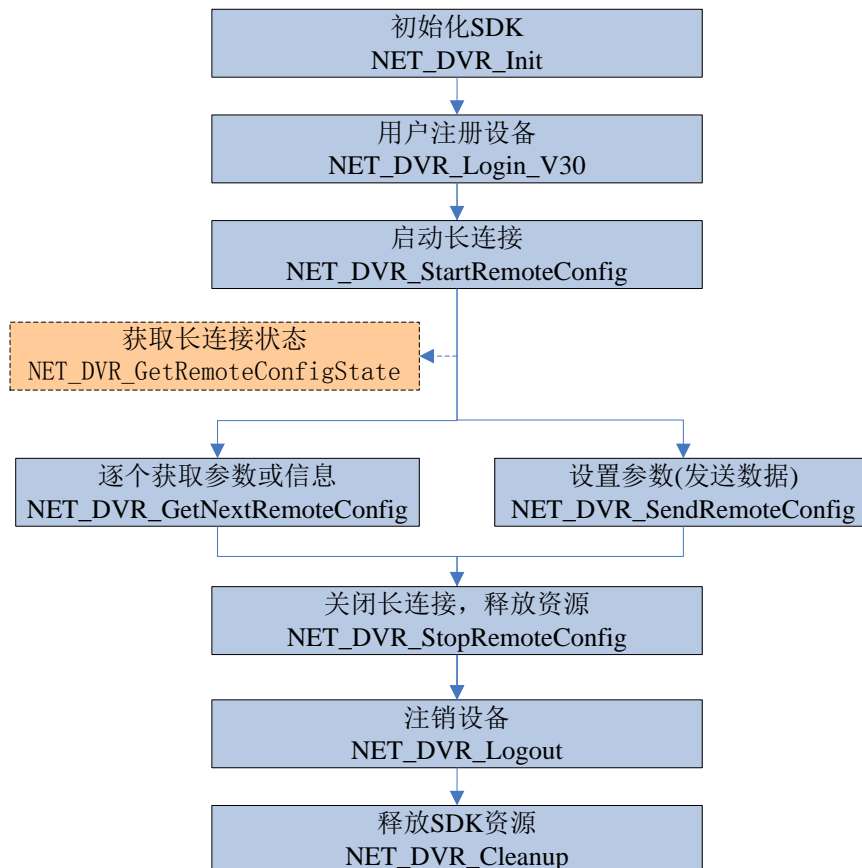 初始化SDK
NET_DVR_Init
用户注册设备
NET_DVR_Login_V30
启动长连接
NET_DVR_StartRemoteConfig
获取长连接状态
NET_DVR_GetRemoteConfigState
逐个获取参数或信息
NET_DVR_GetNextRemoteConfig
设置参数(发送数据)
NET_DVR_SendRemoteConfig
关闭长连接，释放资源
NET_DVR_StopRemoteConfig
注销设备
NET_DVR_Logout
释放SDK资源
NET_DVR_Cleanup